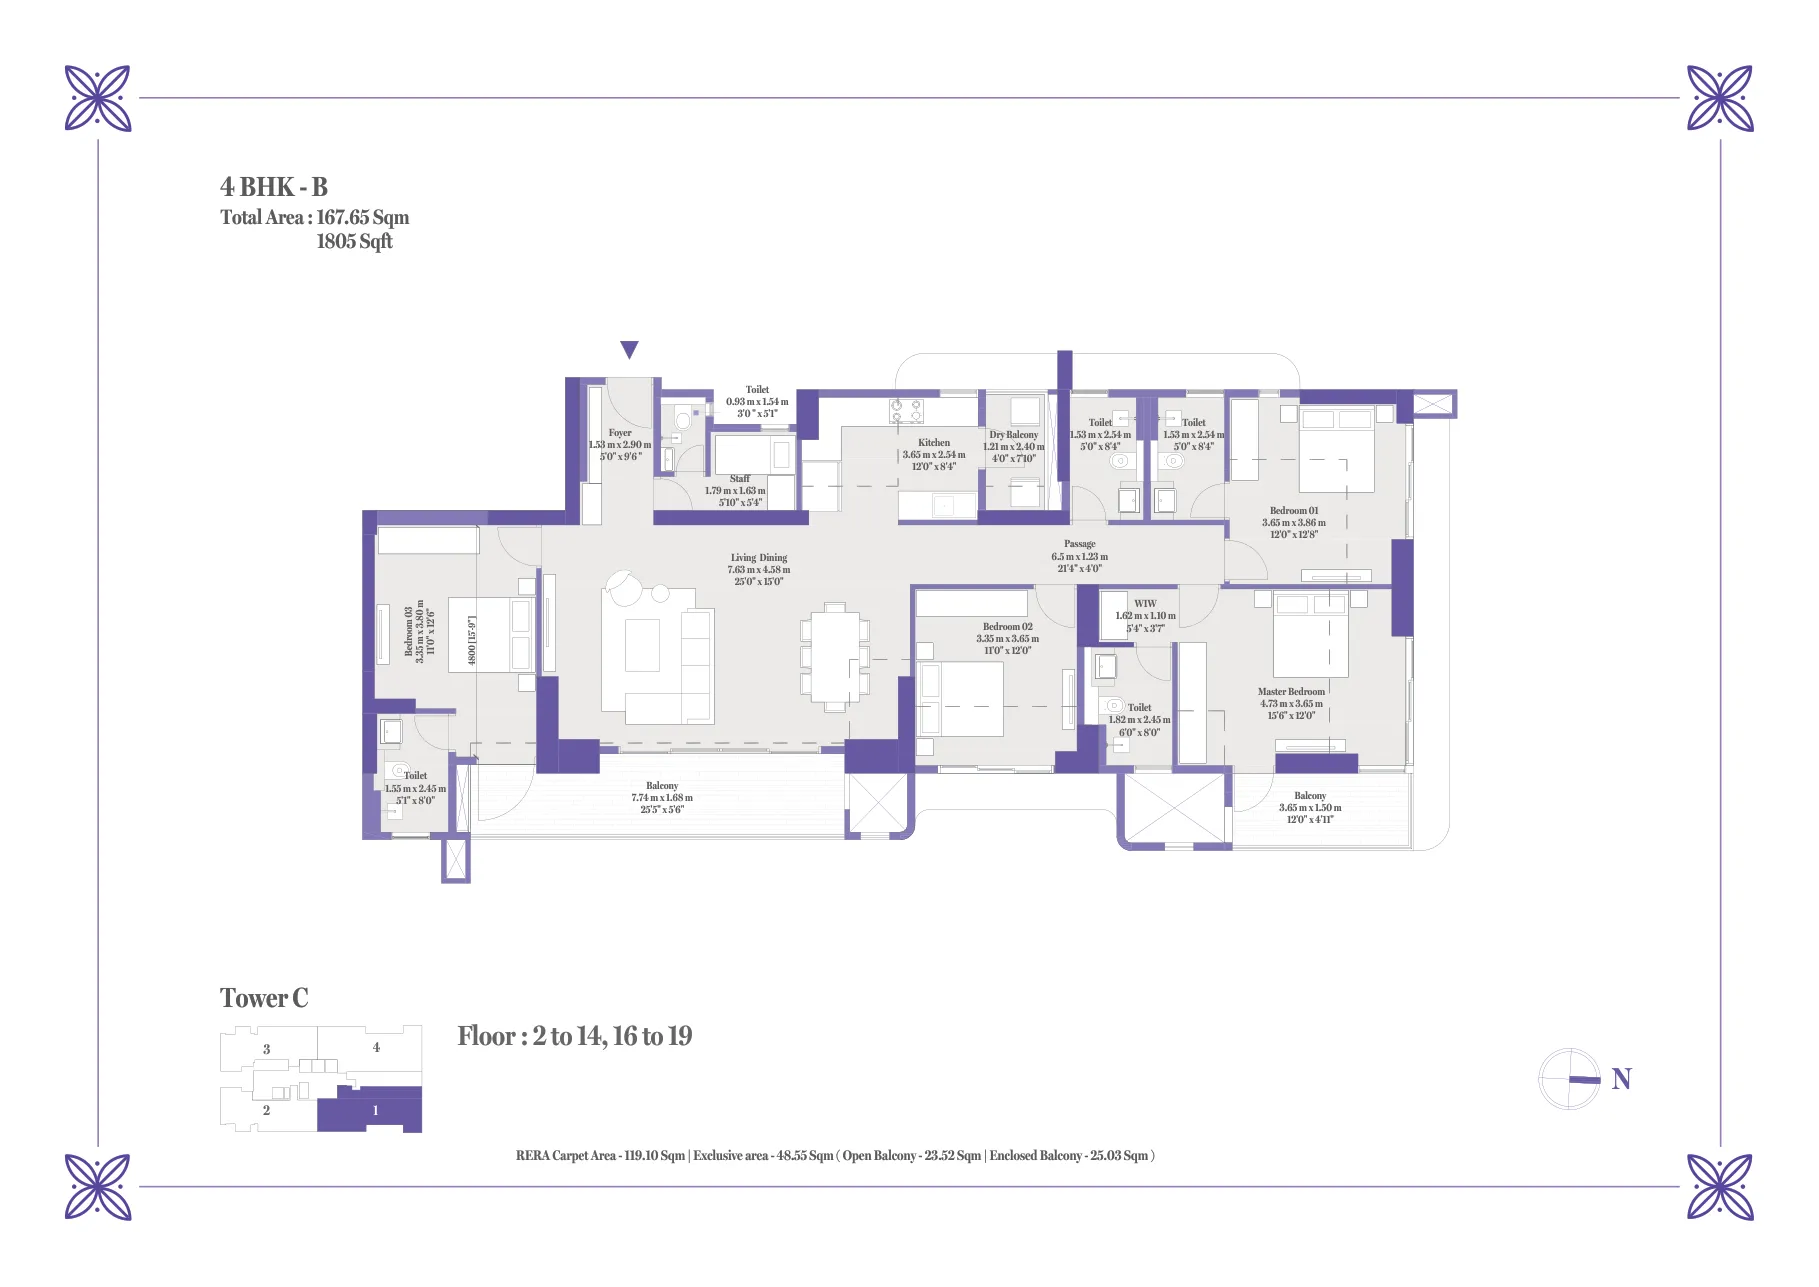 4 BHK - B
Total Area : 167.65 Sqm
1805 Sqft
Toilet
0.93 m x 1.54 m
3'0" x 5'1"
Foyer
1.53 m x 2.90 m
5'0" x 9'6"
Staff
1.79 m x 1.63 m
5'10" x 5'4"
Kitchen
3.65 m x 2.54 m
12'0" x 8'4"
Dry Balcony
1.21 m x 2.40 m
4'0" x 7'10"
Toilet
1.53 m x 2.54 m
5'0" x 8'4"
Toilet
1.53 m x 2.54 m
5'0" x 8'4"
Bedroom 01
3.65 m x 3.86 m
12'0" x 12'8"
Living Dining
7.63 m x 4.58 m
25'0" x 15'0"
Passage
6.5 m x 1.23 m
21'4" x 4'0"
Bedroom 03
3.35 m x 3.80 m
11'0" x 12'6"
4800 [15'-9"]
Bedroom 02
3.35 m x 3.65 m
11'0" x 12'0"
WIW
1.62 m x 1.10 m
5'4" x 3'7"
Master Bedroom
4.73 m x 3.65 m
15'6" x 12'0"
Toilet
1.82 m x 2.45 m
6'0" x 8'0"
Toilet
1.55 m x 2.45 m
5'1" x 8'0"
Balcony
7.74 m x 1.68 m
25'5" x 5'6"
Balcony
3.65 m x 1.50 m
12'0" x 4'11"
Tower C
Floor : 2 to 14, 16 to 19
3
4
2
1
N
RERA Carpet Area - 119.10 Sqm | Exclusive area - 48.55 Sqm ( Open Balcony - 23.52 Sqm | Enclosed Balcony - 25.03 Sqm )